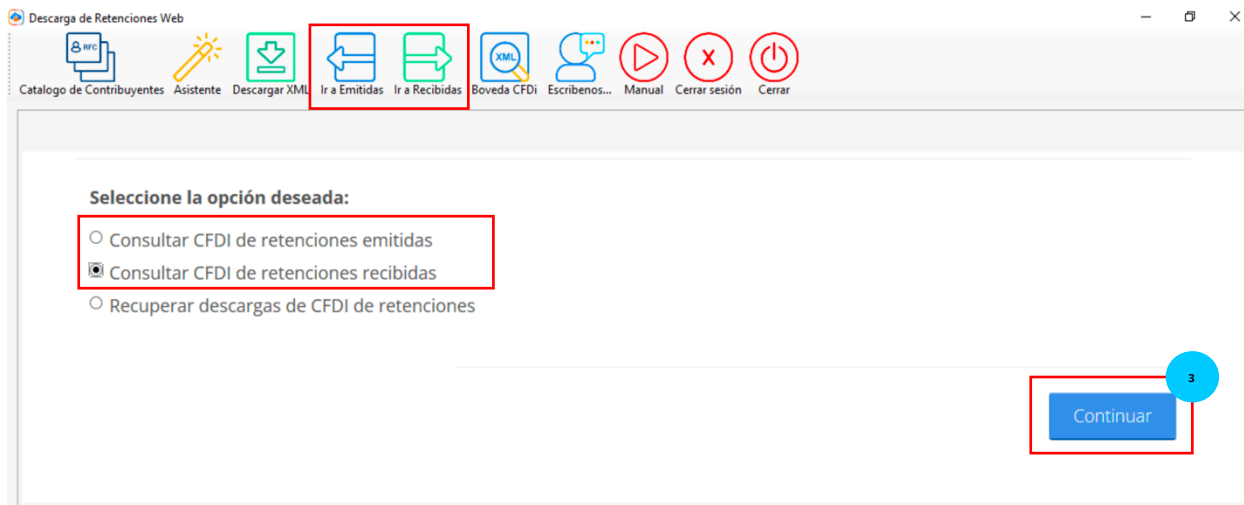 Descarga de Retenciones Web
RFC
XML
X
Catalogo de Contribuyentes Asistente Descargar XML Ir a Emitidas Ir a Recibidas Boveda CFDi Escribenos... Manual Cerrar sesión Cerrar
Seleccione la opción deseada:
Consultar CFDI de retenciones emitidas
Consultar CFDI de retenciones recibidas
Recuperar descargas de CFDI de retenciones
3
Continuar